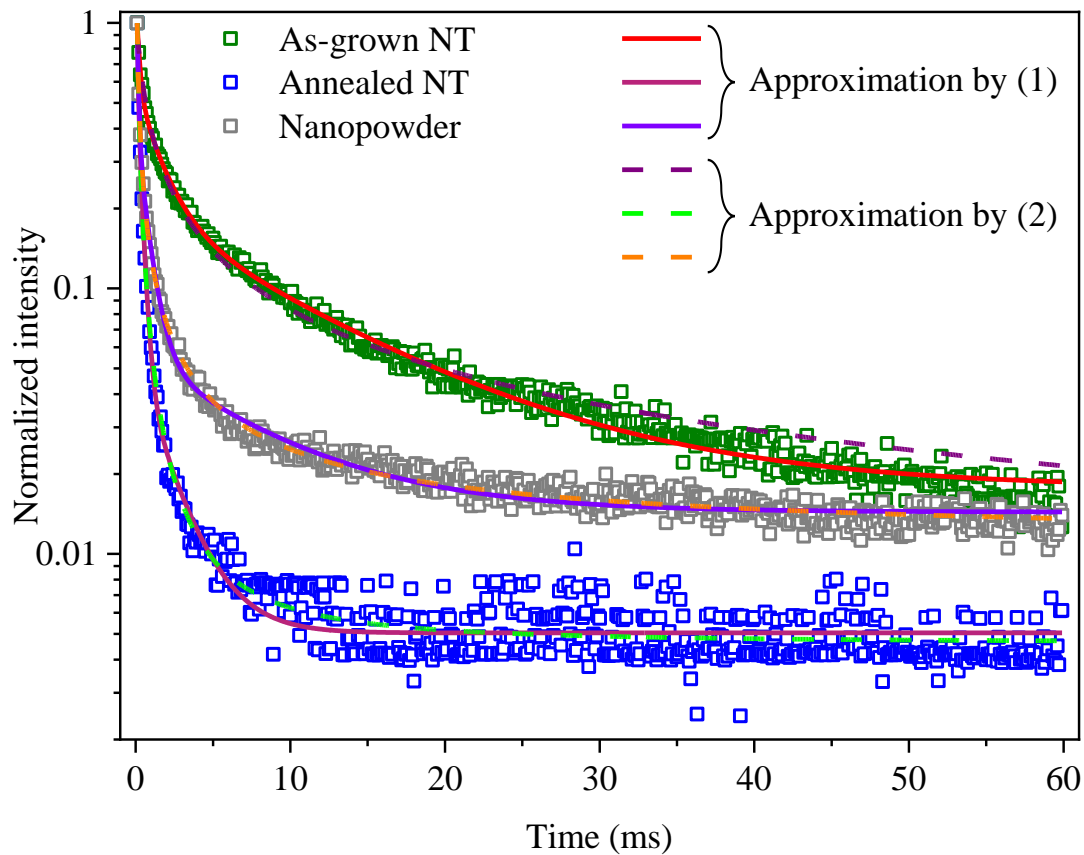 1
As-grown NT
Annealed NT
Approximation by (1)
Nanopowder
Approximation by (2)
Normalized intensity
0.1
0.01
0 10 20 30 40 50 60
Time (ms)